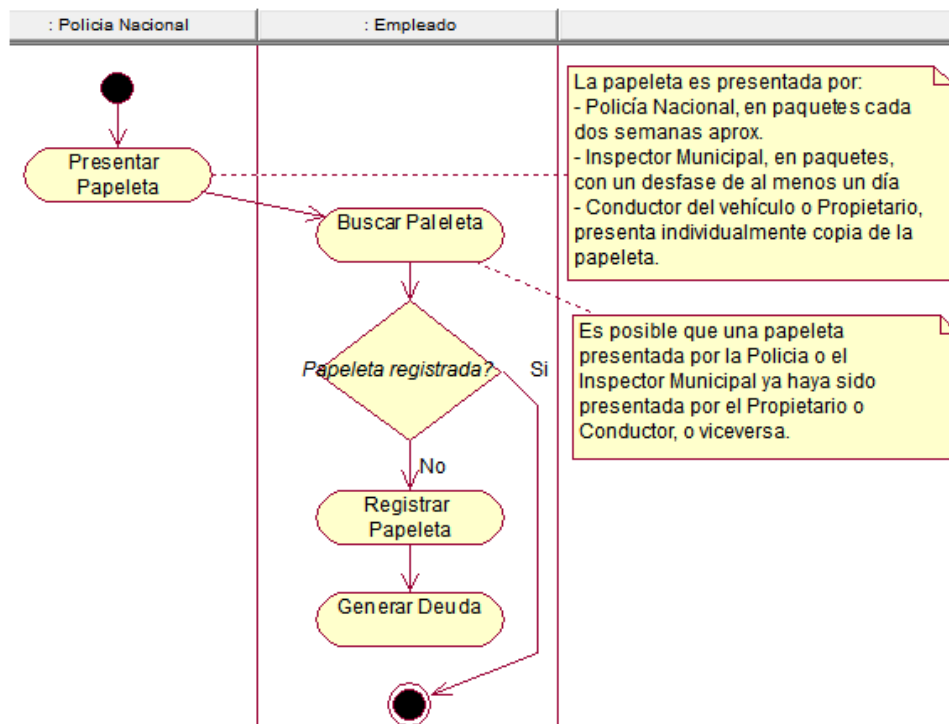 : Policia Nacional
: Empleado
Presentar
Papeleta
La papeleta es presentada por:
- Policía Nacional, en paquetes cada
dos semanas aprox.
- Inspector Municipal, en paquetes,
con un desfase de al menos un día
- Conductor del vehículo o Propietario,
presenta individualmente copia de la
papeleta.
Buscar Paleleta
Es posible que una papeleta
presentada por la Policia o el
Inspector Municipal ya haya sido
presentada por el Propietario o
Conductor, o viceversa.
Papeleta registrada?
Si
No
Registrar
Papeleta
Generar Deuda